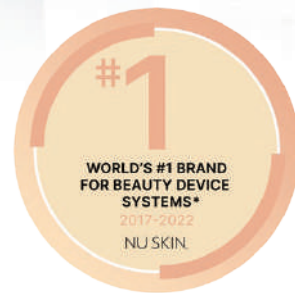 #1
WORLD'S #1 BRAND
FOR BEAUTY DEVICE
SYSTEMS*
2017-2022
NU SKIN.